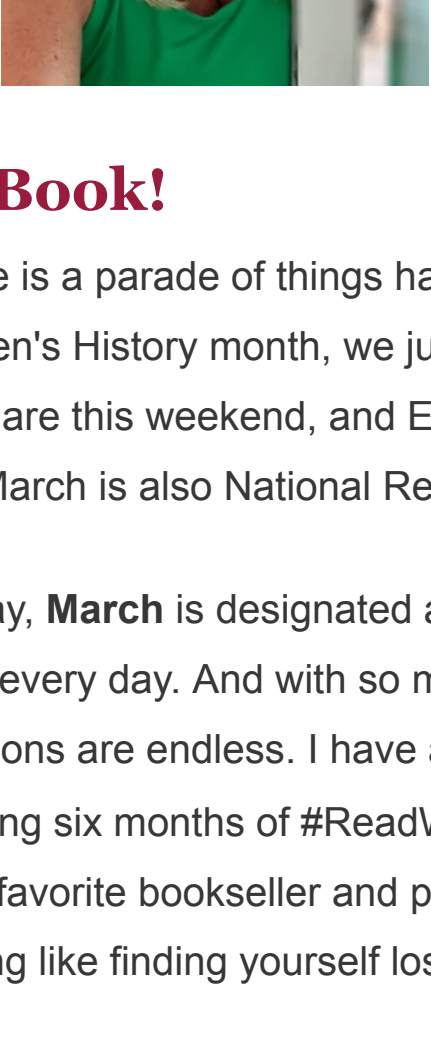 Book!
e is a parade of things ha
en's History month, we ju
are this weekend, and E
March is also National Re
ay, March is designated a
every day. And with so m
ons are endless. I have a
ng six months of #ReadW
favorite bookseller and p
ng like finding yourself los